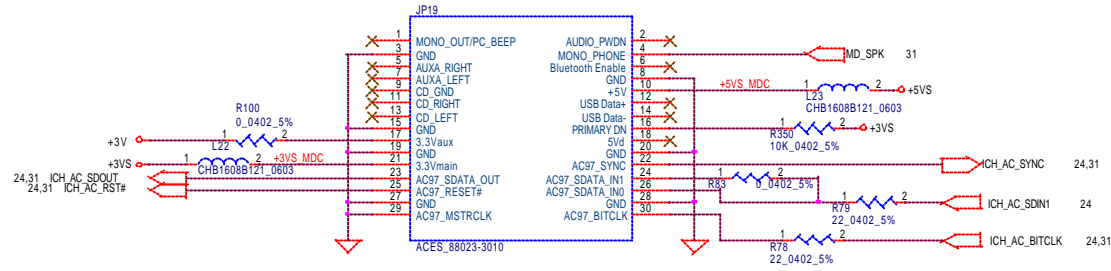 JP19
1 MONO_OUT/PC_BEEP AUDIO_PWDN 2
3 GND MONO_PHONE 4 MD_SPK 31
5 AUXA_RIGHT Bluetooth Enable 6
7 AUXA_LEFT GND 8
9 CD_GND +5V 10 +5VS_MDC 1 2 +5VS
L23
CHB1608B121_0603
11 CD_RIGHT USB Data+ 12
13 CD_LEFT USB Data- 14
R100
0_0402_5%
15 GND PRIMARY DN 16 1 2 +3VS
R350
10K_0402_5%
+3V 1 2 17 3.3Vaux 5Vd 18
L22
19 GND GND 20
+3VS 1 2 +3VS_MDC 21 3.3Vmain AC97_SYNC 22 ICH_AC_SYNC 24,31
CHB1608B121_0603
24,31 ICH_AC_SDOUT 23 AC97_SDATA_OUT AC97_SDATA_IN1 24 1 2
R83 0_0402_5%
24,31 ICH_AC_RST# 25 AC97_RESET# AC97_SDATA_IN0 26
27 GND GND 28 1 2 ICH_AC_SDIN1 24
R79
22_0402_5%
29 AC97_MSTRCLK AC97_BITCLK 30
1 2 ICH_AC_BITCLK 24,31
R78
22_0402_5%
ACES_88023-3010